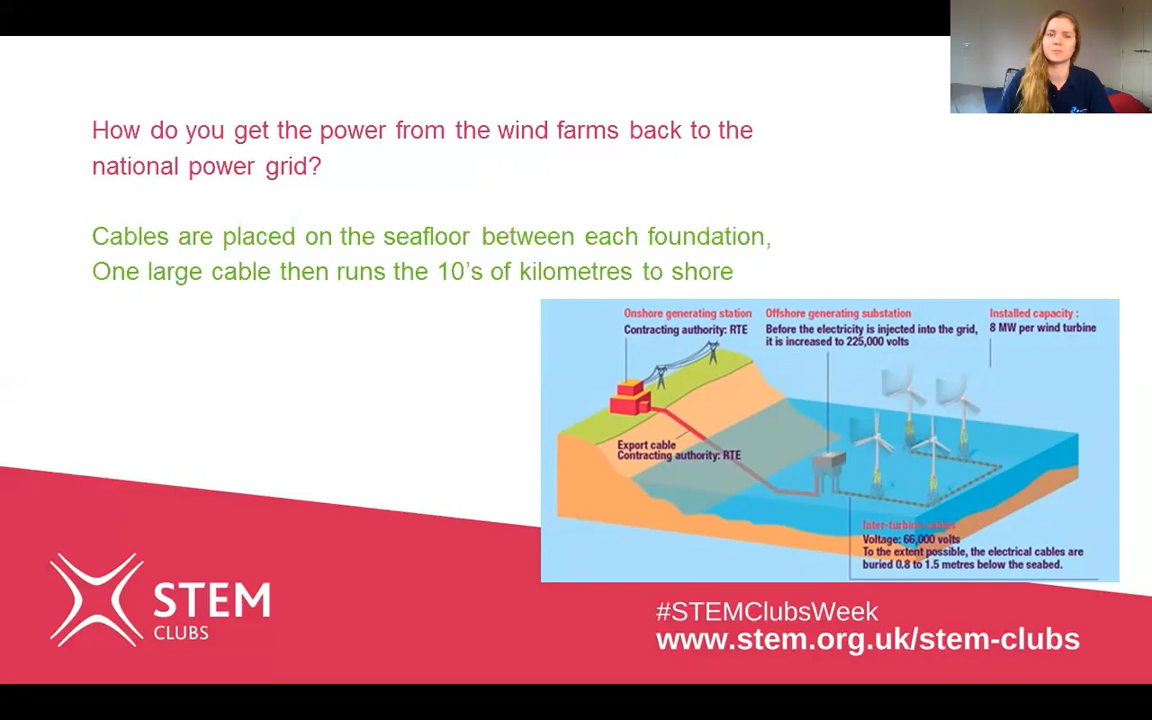 How do you get the power from the wind farms back to the
national power grid?
Cables are placed on the seafloor between each foundation,
One large cable then runs the 10's of kilometres to shore
Onshore generating station
Contracting authority: RTE
Offshore generating substation
Before the electricity is injected into the grid,
it is increased to 225,000 volts
Installed capacity :
8 MW per wind turbine
Export cable
Contracting authority: RTE
Inter-turbine cables
Voltage: 66,000 volts
To the extent possible, the electrical cables are
buried 0.8 to 1.5 metres below the seabed.
STEM
CLUBS
#STEMClubsWeek
www.stem.org.uk/stem-clubs